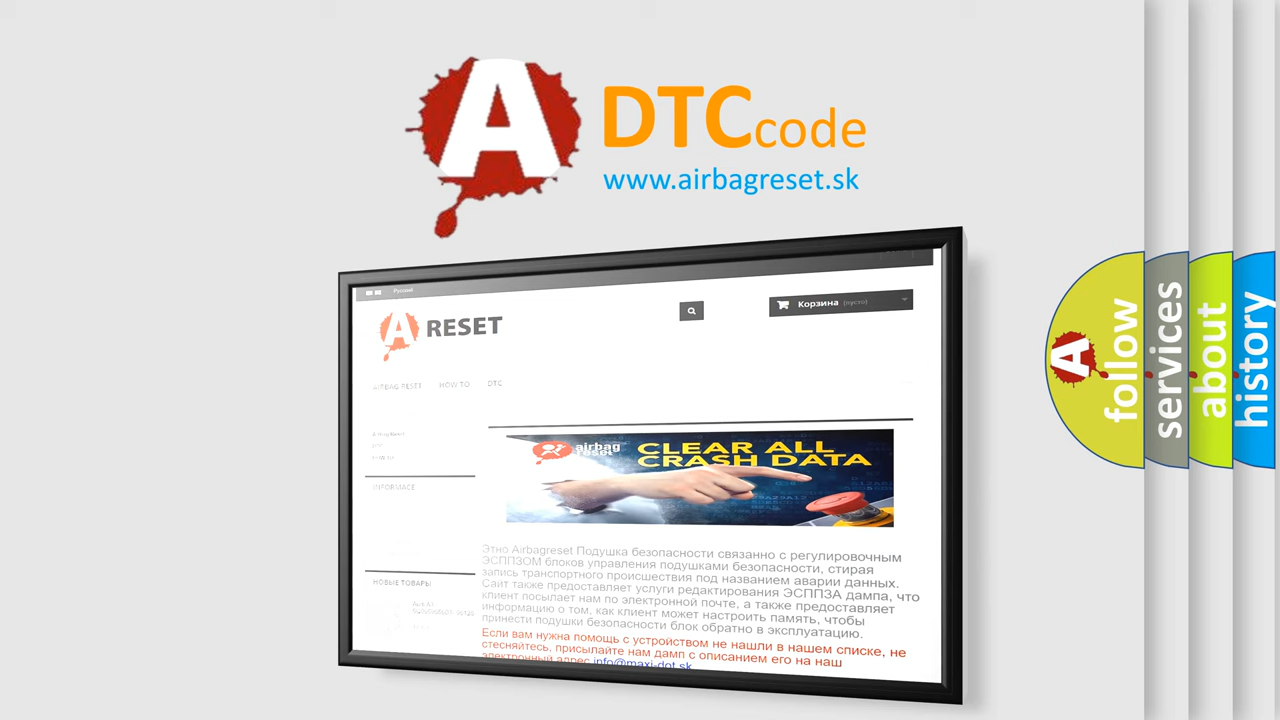 A DTCcode
www.airbagreset.sk
Русский
A RESET
Корзина (пусто)
AIRBAG RESET HOW TO DTC
Airbag Reset
HOW TO
INFORMACE
airbag
reset
CLEAR ALL
CRASH DATA
НОВЫЕ ТОВАРЫ
Этно Airbagreset Подушка безопасности связанно с регулировочным
ЭСППЗОМ блоков управления подушками безопасности, стирая
запись транспортного происшествия под названием аварии данных.
Сайт также предоставляет услуги редактирования ЭСППЗА дампа, что
клиент посылает нам по электронной почте, а также предоставляет
информацию о том, как клиент может настроить память, чтобы
принести подушки безопасности блок обратно в эксплуатацию.
Если вам нужна помощь с устройством не нашли в нашем списке, не
стесняйтесь, присылайте нам дамп с описанием его на наш
электронный адрес info@maxi-dot.sk
A follow
services
about
history